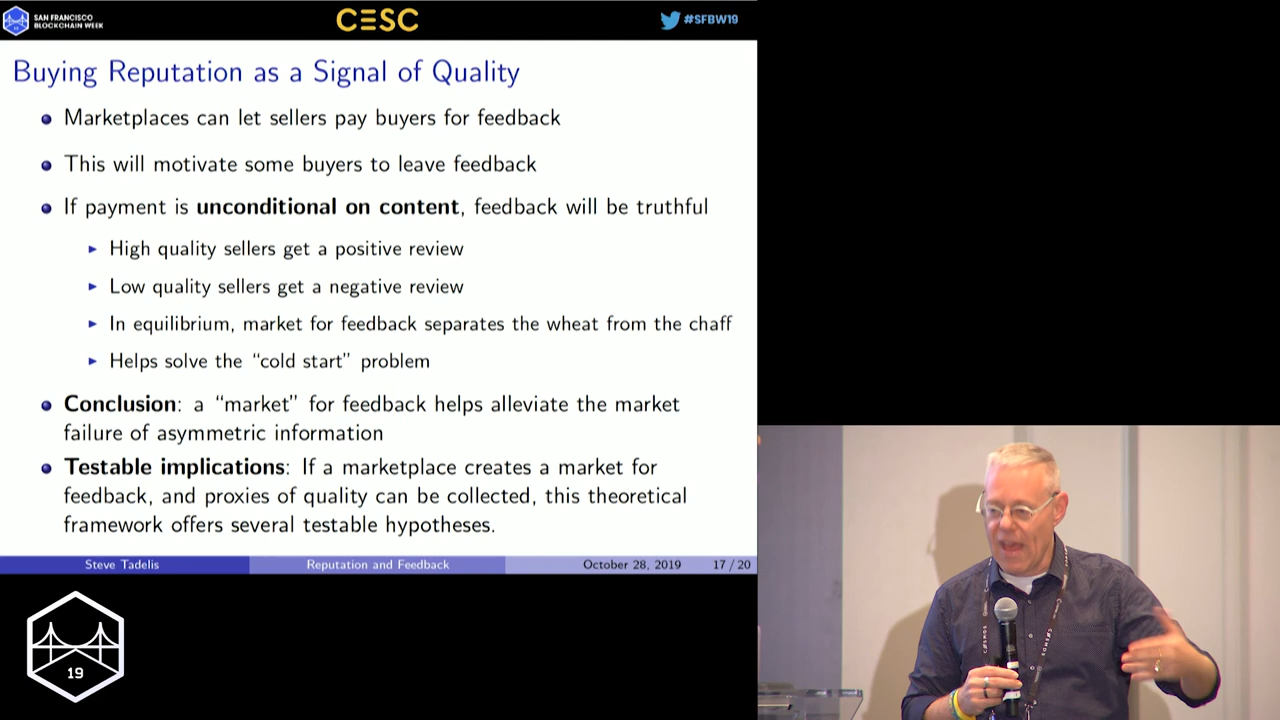 SAN FRANCISCO
BLOCKCHAIN WEEK
CESC
#SFBW19
Buying Reputation as a Signal of Quality
Marketplaces can let sellers pay buyers for feedback
This will motivate some buyers to leave feedback
If payment is unconditional on content, feedback will be truthful
High quality sellers get a positive review
Low quality sellers get a negative review
In equilibrium, market for feedback separates the wheat from the chaff
Helps solve the “cold start” problem
Conclusion: a “market” for feedback helps alleviate the market
failure of asymmetric information
Testable implications: If a marketplace creates a market for
feedback, and proxies of quality can be collected, this theoretical
framework offers several testable hypotheses.
Steve Tadelis
Reputation and Feedback
October 28, 2019
17 / 20
19
COSMOS
COSMOS